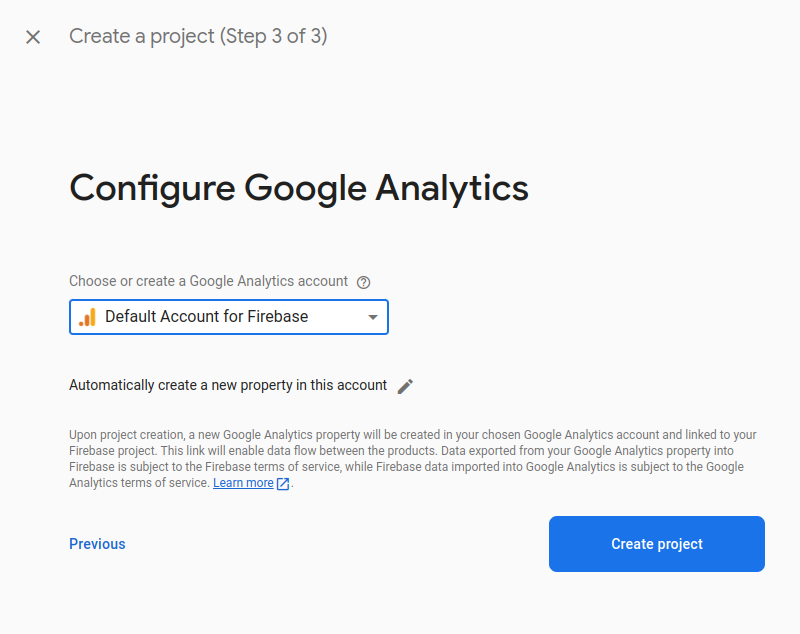 Create a project (Step 3 of 3)
Configure Google Analytics
Choose or create a Google Analytics account
Default Account for Firebase
Automatically create a new property in this account
Upon project creation, a new Google Analytics property will be created in your chosen Google Analytics account and linked to your
Firebase project. This link will enable data flow between the products. Data exported from your Google Analytics property into
Firebase is subject to the Firebase terms of service, while Firebase data imported into Google Analytics is subject to the Google
Analytics terms of service. Learn more.
Previous
Create project